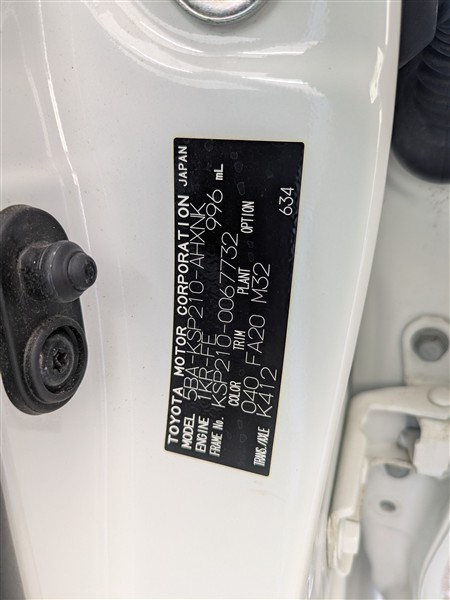 TOYOTA MOTOR CORPORATION JAPAN
MODEL 5BA-KSP210-AHXNK
ENGINE 1KR-FE 996 mL
FRAME No. KSP210-0067732
COLOR TRIM PLANT OPTION
040 FA20 M32
TRANS./AXLE K412 634